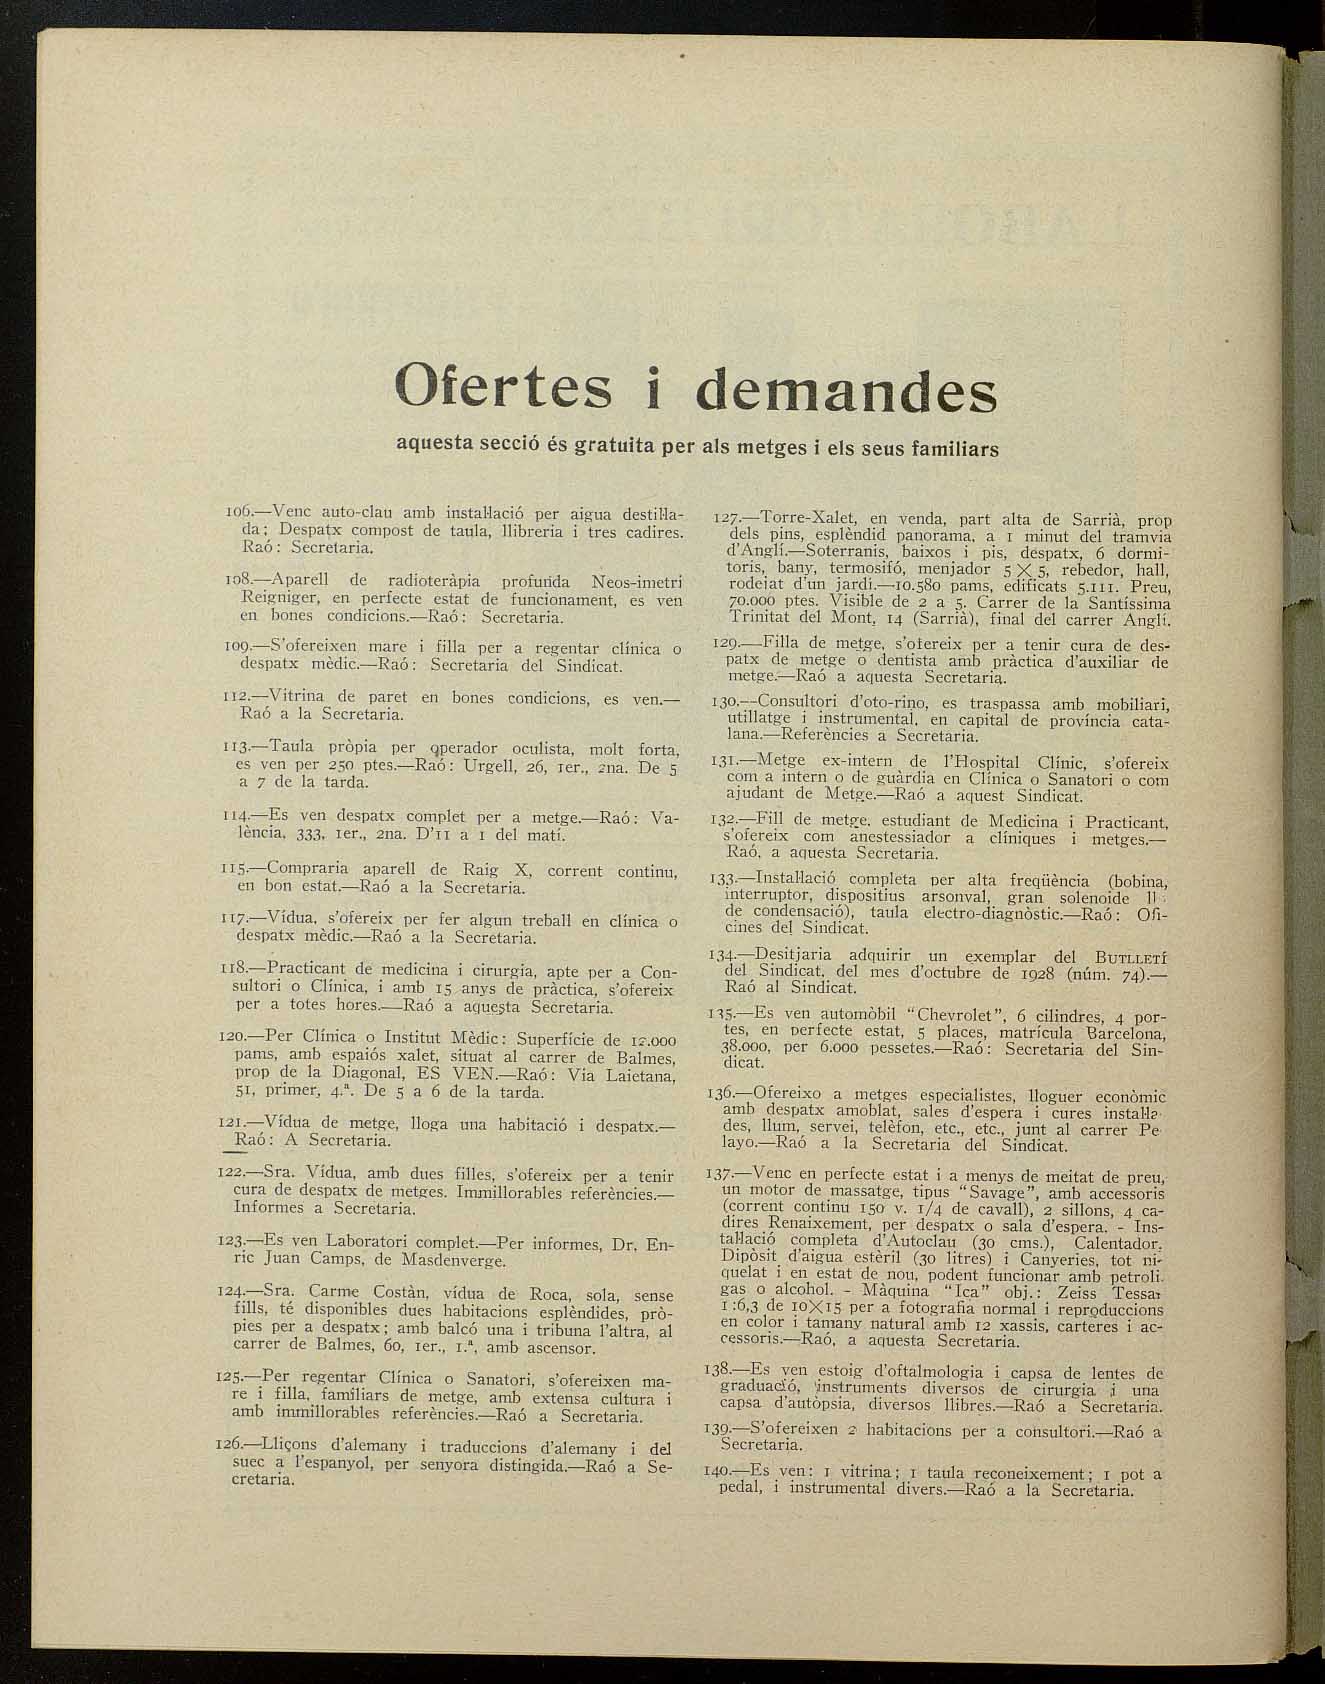 Ofertes i demandes
aquesta secció és gratuita per als metges i els seus familiars
106.—Venc auto-clau amb instaŀlació per aigua destiŀla-
da; Despatx compost de taula, llibreria i tres cadires.
Raó: Secretaria.
108.—Aparell de radioteràpia profunda Neos-imetri
Reigniger, en perfecte estat de funcionament, es ven
en bones condicions.—Raó: Secretaria.
109.—S'ofereixen mare i filla per a regentar clínica o
despatx mèdic.—Raó: Secretaria del Sindicat.
112.—Vitrina de paret en bones condicions, es ven.—
Raó a la Secretaria.
113.—Taula pròpia per operador oculista, molt forta,
es ven per 250 ptes.—Raó: Urgell, 26, 1er., 2na. De 5
a 7 de la tarda.
114.—Es ven despatx complet per a metge.—Raó: Va-
lència, 333, 1er., 2na. D'11 a 1 del matí.
115.—Compraria aparell de Raig X, corrent continu,
en bon estat.—Raó a la Secretaria.
117.—Vídua, s'ofereix per fer algun treball en clínica o
despatx mèdic.—Raó a la Secretaria.
118.—Practicant de medicina i cirurgia, apte per a Con-
sultori o Clínica, i amb 15 anys de pràctica, s'ofereix
per a totes hores.—Raó a aquesta Secretaria.
120.—Per Clínica o Institut Mèdic: Superfície de 12.000
pams, amb espaiós xalet, situat al carrer de Balmes,
prop de la Diagonal, ES VEN.—Raó: Via Laietana,
51, primer, 4.ª. De 5 a 6 de la tarda.
121.—Vídua de metge, lloga una habitació i despatx.—
Raó: A Secretaria.
122.—Sra. Vídua, amb dues filles, s'ofereix per a tenir
cura de despatx de metges. Immillorables referències.—
Informes a Secretaria.
123.—Es ven Laboratori complet.—Per informes, Dr. En-
ric Juan Camps, de Masdenverge.
124.—Sra. Carme Costàn, vídua de Roca, sola, sense
fills, té disponibles dues habitacions esplèndides, prò-
pies per a despatx; amb balcó una i tribuna l'altra, al
carrer de Balmes, 60, 1er., 1.ª, amb ascensor.
125.—Per regentar Clínica o Sanatori, s'ofereixen ma-
re i filla, famíliars de metge, amb extensa cultura i
amb immillorables referències.—Raó a Secretaria.
126.—Lliçons d'alemany i traduccions d'alemany i del
suec a l'espanyol, per senyora distingida.—Raó a Se-
cretaria.
127.—Torre-Xalet, en venda, part alta de Sarrià, prop
dels pins, esplèndid panorama, a 1 minut del tramvia
d'Anglí.—Soterranis, baixos i pis, despatx, 6 dormi-
toris, bany, termosifó, menjador 5 X 5, rebedor, hall,
rodejat d'un jardí.—10.580 pams, edificats 5.111. Preu,
70.000 ptes. Visible de 2 a 5. Carrer de la Santíssima
Trinitat del Mont, 14 (Sarrià), final del carrer Anglí.
129.—Filla de metge, s'ofereix per a tenir cura de des-
patx de metge o dentista amb pràctica d'auxiliar de
metge.—Raó a aquesta Secretaria.
130.—Consultori d'oto-rino, es traspassa amb mobiliari,
utillatge i instrumental, en capital de província cata-
lana.—Referències a Secretaria.
131.—Metge ex-intern de l'Hospital Clínic, s'ofereix
com a intern o de guàrdia en Clínica o Sanatori o com
ajudant de Metge.—Raó a aquest Sindicat.
132.—Fill de metge, estudiant de Medicina i Practicant,
s'ofereix com anestessiador a clíniques i metges.—
Raó, a aquesta Secretaria.
133.—Instaŀlació completa per alta freqüència (bobina,
interruptor, dispositius arsonval, gran solenoide
de condensació), taula electro-diagnòstic.—Raó: Ofi-
cines del Sindicat.
134.—Desitjaria adquirir un exemplar del BUTLLETÍ
del Sindicat, del mes d'octubre de 1928 (núm. 74).—
Raó al Sindicat.
135.—Es ven automòbil "Chevrolet", 6 cilindres, 4 por-
tes, en perfecte estat, 5 places, matrícula Barcelona,
38.000, per 6.000 pessetes.—Raó: Secretaria del Sin-
dicat.
136.—Ofereixo a metges especialistes, lloguer econòmic
amb despatx amoblat, sales d'espera i cures instaŀla-
des, llum, servei, telèfon, etc., etc., junt al carrer Pe-
layo.—Raó a la Secretaria del Sindicat.
137.—Venc en perfecte estat i a menys de meitat de preu,
un motor de massatge, tipus "Savage", amb accessoris
(corrent continu 150 v. 1/4 de cavall), 2 sillons, 4 ca-
dires Renaixement, per despatx o sala d'espera. - Ins-
taŀlació completa d'Autoclau (30 cms.), Calentador.
Dipòsit d'aigua estèril (30 litres) i Canyeries, tot ni-
quelat i en estat de nou, podent funcionar amb petroli.
gas o alcohol. - Màquina "Ica" obj.: Zeiss Tessar
1:6,3 de 10X15 per a fotografia normal i reproduccions
en color i tamany natural amb 12 xassis, carteres i ac-
cessoris.—Raó, a aquesta Secretaria.
138.—Es ven estoig d'oftalmologia i capsa de lentes de
graduació, instruments diversos de cirurgia i una
capsa d'autòpsia, diversos llibres.—Raó a Secretaria.
139.—S'ofereixen 2 habitacions per a consultori.—Raó a
Secretaria.
140.—Es ven: 1 vitrina; 1 taula reconeixement; 1 pot a
pedal, i instrumental divers.—Raó a la Secretaria.